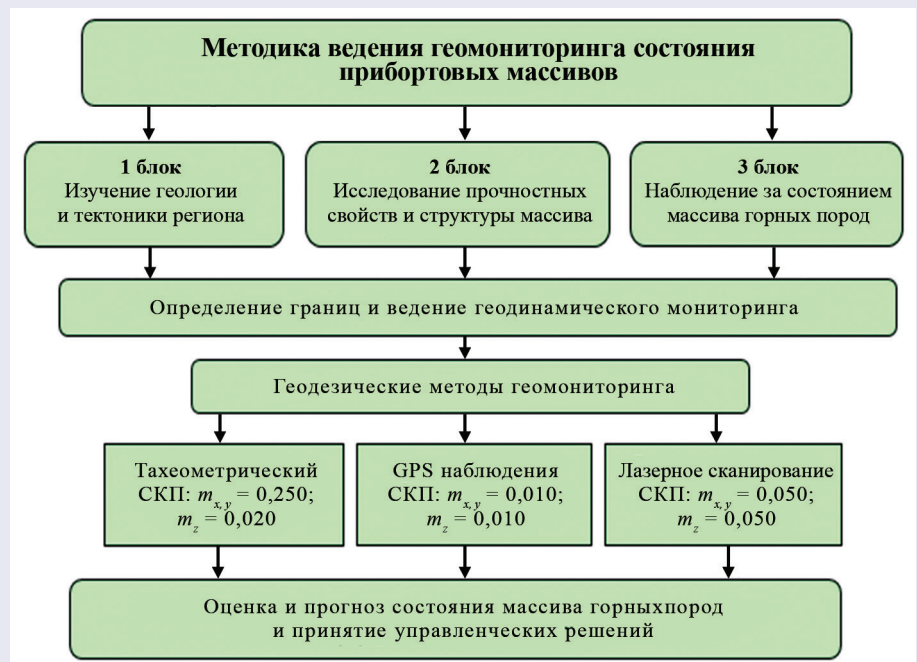 Методика ведения геомониторинга состояния
прибортовых массивов
1 блок
Изучение геологии
и тектоники региона
2 блок
Исследование прочностных
свойств и структуры массива
3 блок
Наблюдение за состоянием
массива горных пород
Определение границ и ведение геодинамического мониторинга
Геодезические методы геомониторинга
Тахеометрический
СКП: mx, y = 0,250;
mz = 0,020
GPS наблюдения
СКП: mx, y = 0,010;
mz = 0,010
Лазерное сканирование
СКП: mx, y = 0,050;
mz = 0,050
Оценка и прогноз состояния массива горныхпород
и принятие управленческих решений